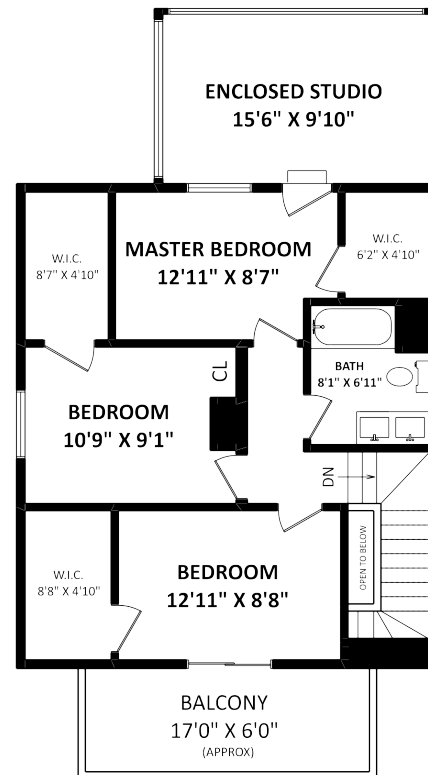 ENCLOSED STUDIO
15'6" X 9'10"
W.I.C.
8'7" X 4'10"
MASTER BEDROOM
12'11" X 8'7"
W.I.C.
6'2" X 4'10"
CL
BATH
8'1" X 6'11"
BEDROOM
10'9" X 9'1"
DN
OPEN TO BELOW
W.I.C.
8'8" X 4'10"
BEDROOM
12'11" X 8'8"
BALCONY
17'0" X 6'0"
(APPROX)